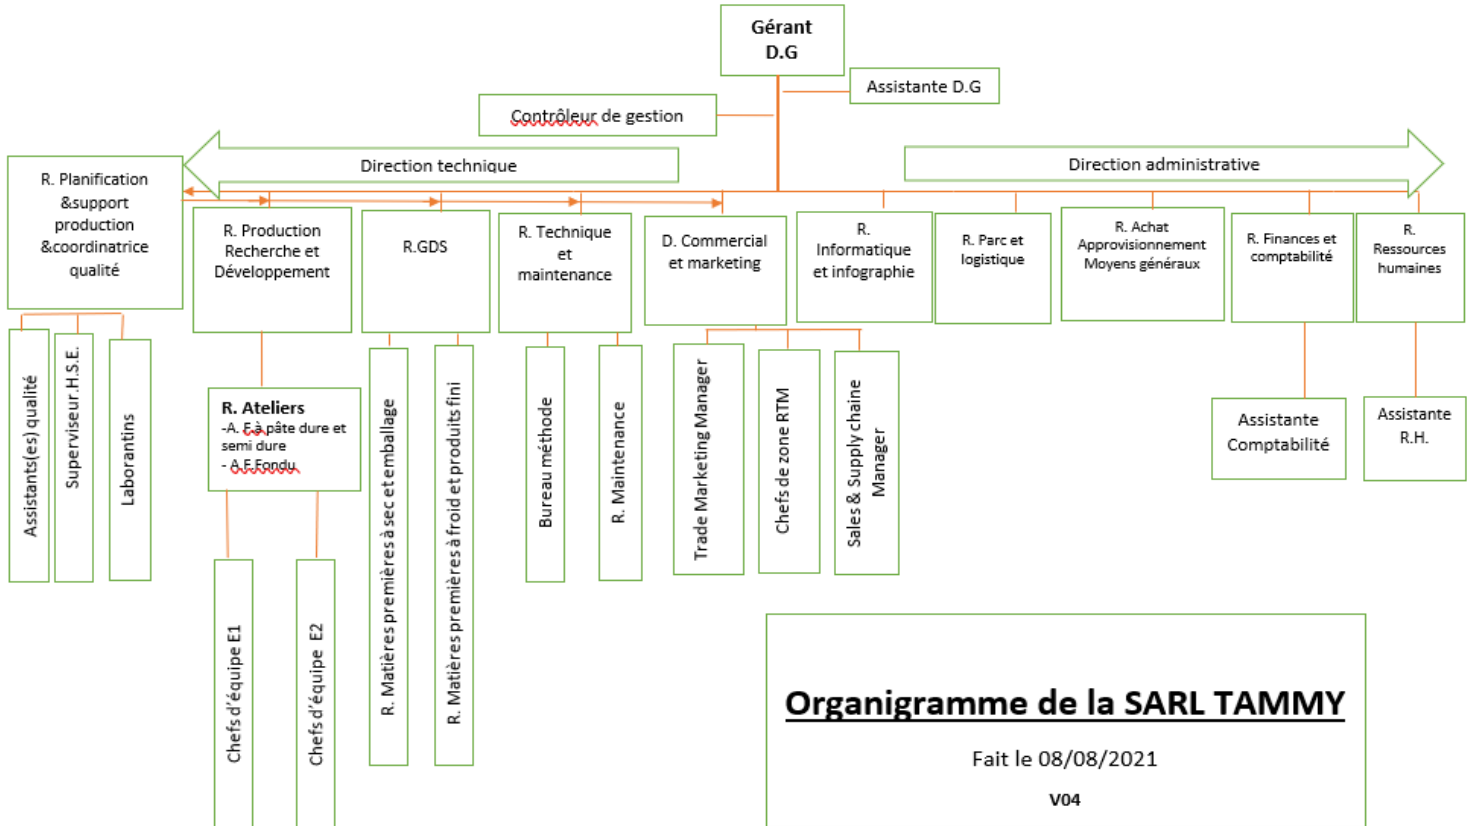 Gérant
D.G
Assistante D.G
Contrôleur de gestion
Direction technique
Direction administrative
R. Planification
&support
production
&coordinatrice
qualité
R. Production
Recherche et
Développement
R.GDS
R. Technique
et
maintenance
D. Commercial
et marketing
R.
Informatique
et infographie
R. Parc et
logistique
R. Achat
Approvisionnement
Moyens généraux
R. Finances et
comptabilité
R.
Ressources
humaines
Assistants(es) qualité
Superviseur .H.S.E.
Laborantins
R. Ateliers
-A. F.à pâte dure et
semi dure
- A.F.Fondu
R. Matières premières à sec et emballage
R. Matières premières à froid et produits fini
Bureau méthode
R. Maintenance
Trade Marketing Manager
Chefs de zone RTM
Sales & Supply chaine
Manager
Assistante
Comptabilité
Assistante
R.H.
Chefs d'équipe E1
Chefs d'équipe E2
Organigramme de la SARL TAMMY
Fait le 08/08/2021
V04